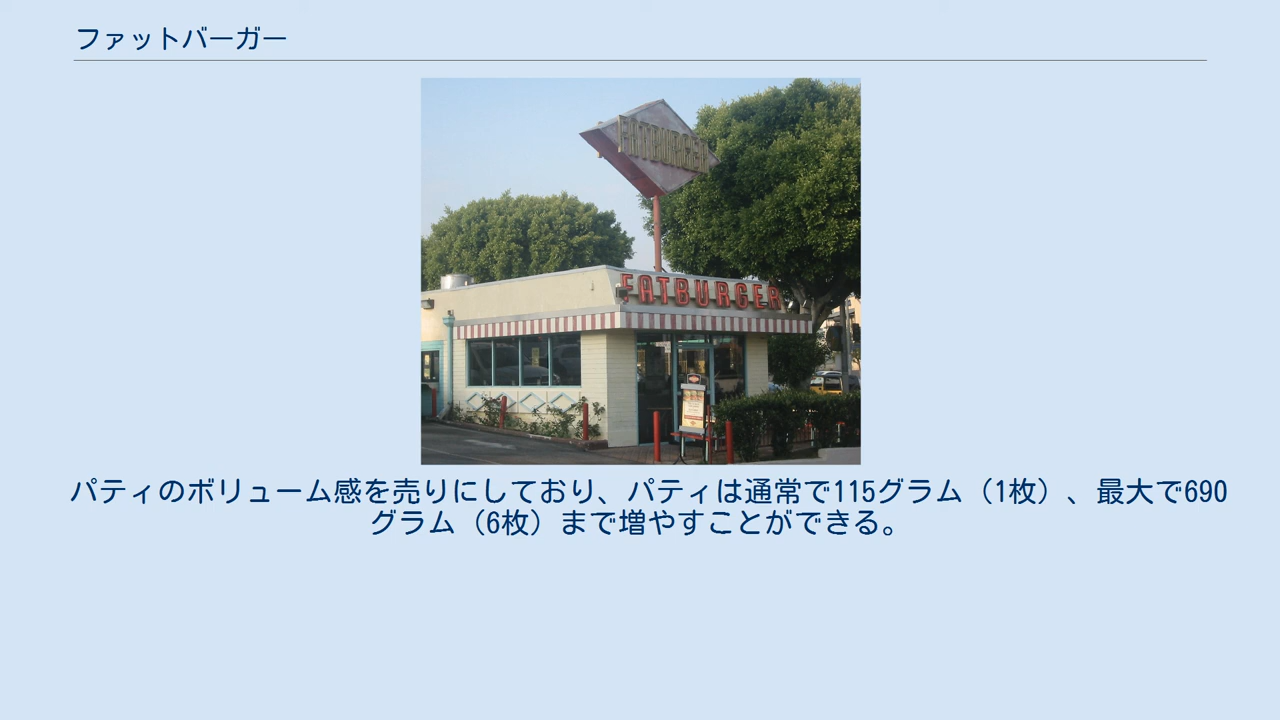 ファットバーガー
FATBURGER
FATBURGER
パティのボリューム感を売りにしており、パティは通常で115グラム（1枚）、最大で690
グラム（6枚）まで増やすことができる。